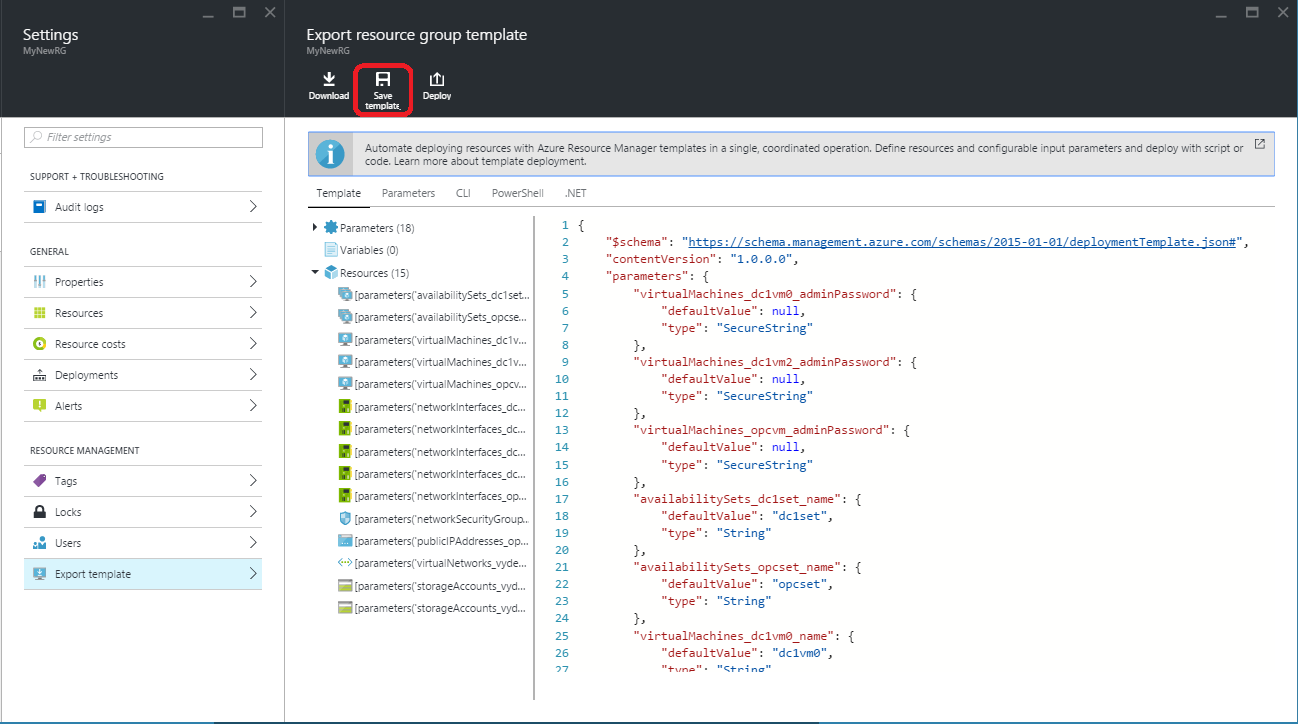 Settings
MyNewRG
Filter settings
SUPPORT + TROUBLESHOOTING
Audit logs
GENERAL
Properties
Resources
Resource costs
Deployments
Alerts
RESOURCE MANAGEMENT
Tags
Locks
Users
Export template
Export resource group template
MyNewRG
Download
Save
template
Deploy
Automate deploying resources with Azure Resource Manager templates in a single, coordinated operation. Define resources and configurable input parameters and deploy with script or
code. Learn more about template deployment.
Template Parameters CLI PowerShell .NET
Parameters (18)
Variables (0)
Resources (15)
[parameters('availabilitySets_dc1set...
[parameters('availabilitySets_opcse...
[parameters('virtualMachines_dc1v...
[parameters('virtualMachines_dc1v...
[parameters('virtualMachines_opcv...
[parameters('networkInterfaces_dc...
[parameters('networkInterfaces_dc...
[parameters('networkInterfaces_dc...
[parameters('networkInterfaces_dc...
[parameters('networkInterfaces_op...
[parameters('networkSecurityGroup...
[parameters('publicIPAddresses_op...
[parameters('virtualNetworks_vyde...
[parameters('storageAccounts_vyd...
[parameters('storageAccounts_vyd...
1 {
2 "$schema": "https://schema.management.azure.com/schemas/2015-01-01/deploymentTemplate.json#",
3 "contentVersion": "1.0.0.0",
4 "parameters": {
5 "virtualMachines_dc1vm0_adminPassword": {
6 "defaultValue": null,
7 "type": "SecureString"
8 },
9 "virtualMachines_dc1vm2_adminPassword": {
10 "defaultValue": null,
11 "type": "SecureString"
12 },
13 "virtualMachines_opcvm_adminPassword": {
14 "defaultValue": null,
15 "type": "SecureString"
16 },
17 "availabilitySets_dc1set_name": {
18 "defaultValue": "dc1set",
19 "type": "String"
20 },
21 "availabilitySets_opcset_name": {
22 "defaultValue": "opcset",
23 "type": "String"
24 },
25 "virtualMachines_dc1vm0_name": {
26 "defaultValue": "dc1vm0",
27 "type": "String"